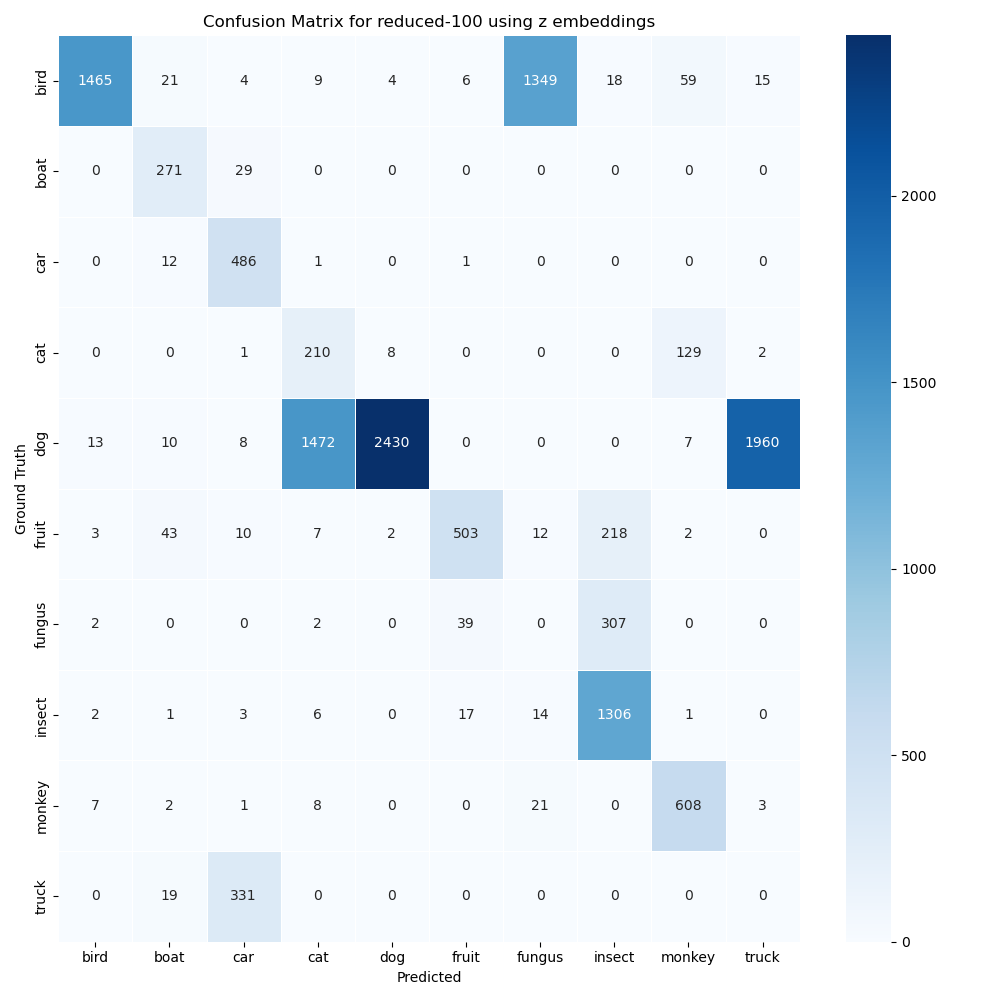 Confusion Matrix for reduced-100 using z embeddings
bird 1465 21 4 9 4 6 1349 18 59 15
boat 0 271 29 0 0 0 0 0 0 0
car 0 12 486 1 0 1 0 0 0 0
cat 0 0 1 210 8 0 0 0 129 2
dog 13 10 8 1472 2430 0 0 0 7 1960
fruit 3 43 10 7 2 503 12 218 2 0
fungus 2 0 0 2 0 39 0 307 0 0
insect 2 1 3 6 0 17 14 1306 1 0
monkey 7 2 1 8 0 0 21 0 608 3
truck 0 19 331 0 0 0 0 0 0 0
bird boat car cat dog fruit fungus insect monkey truck
Predicted
Ground Truth
2000
1500
1000
500
0